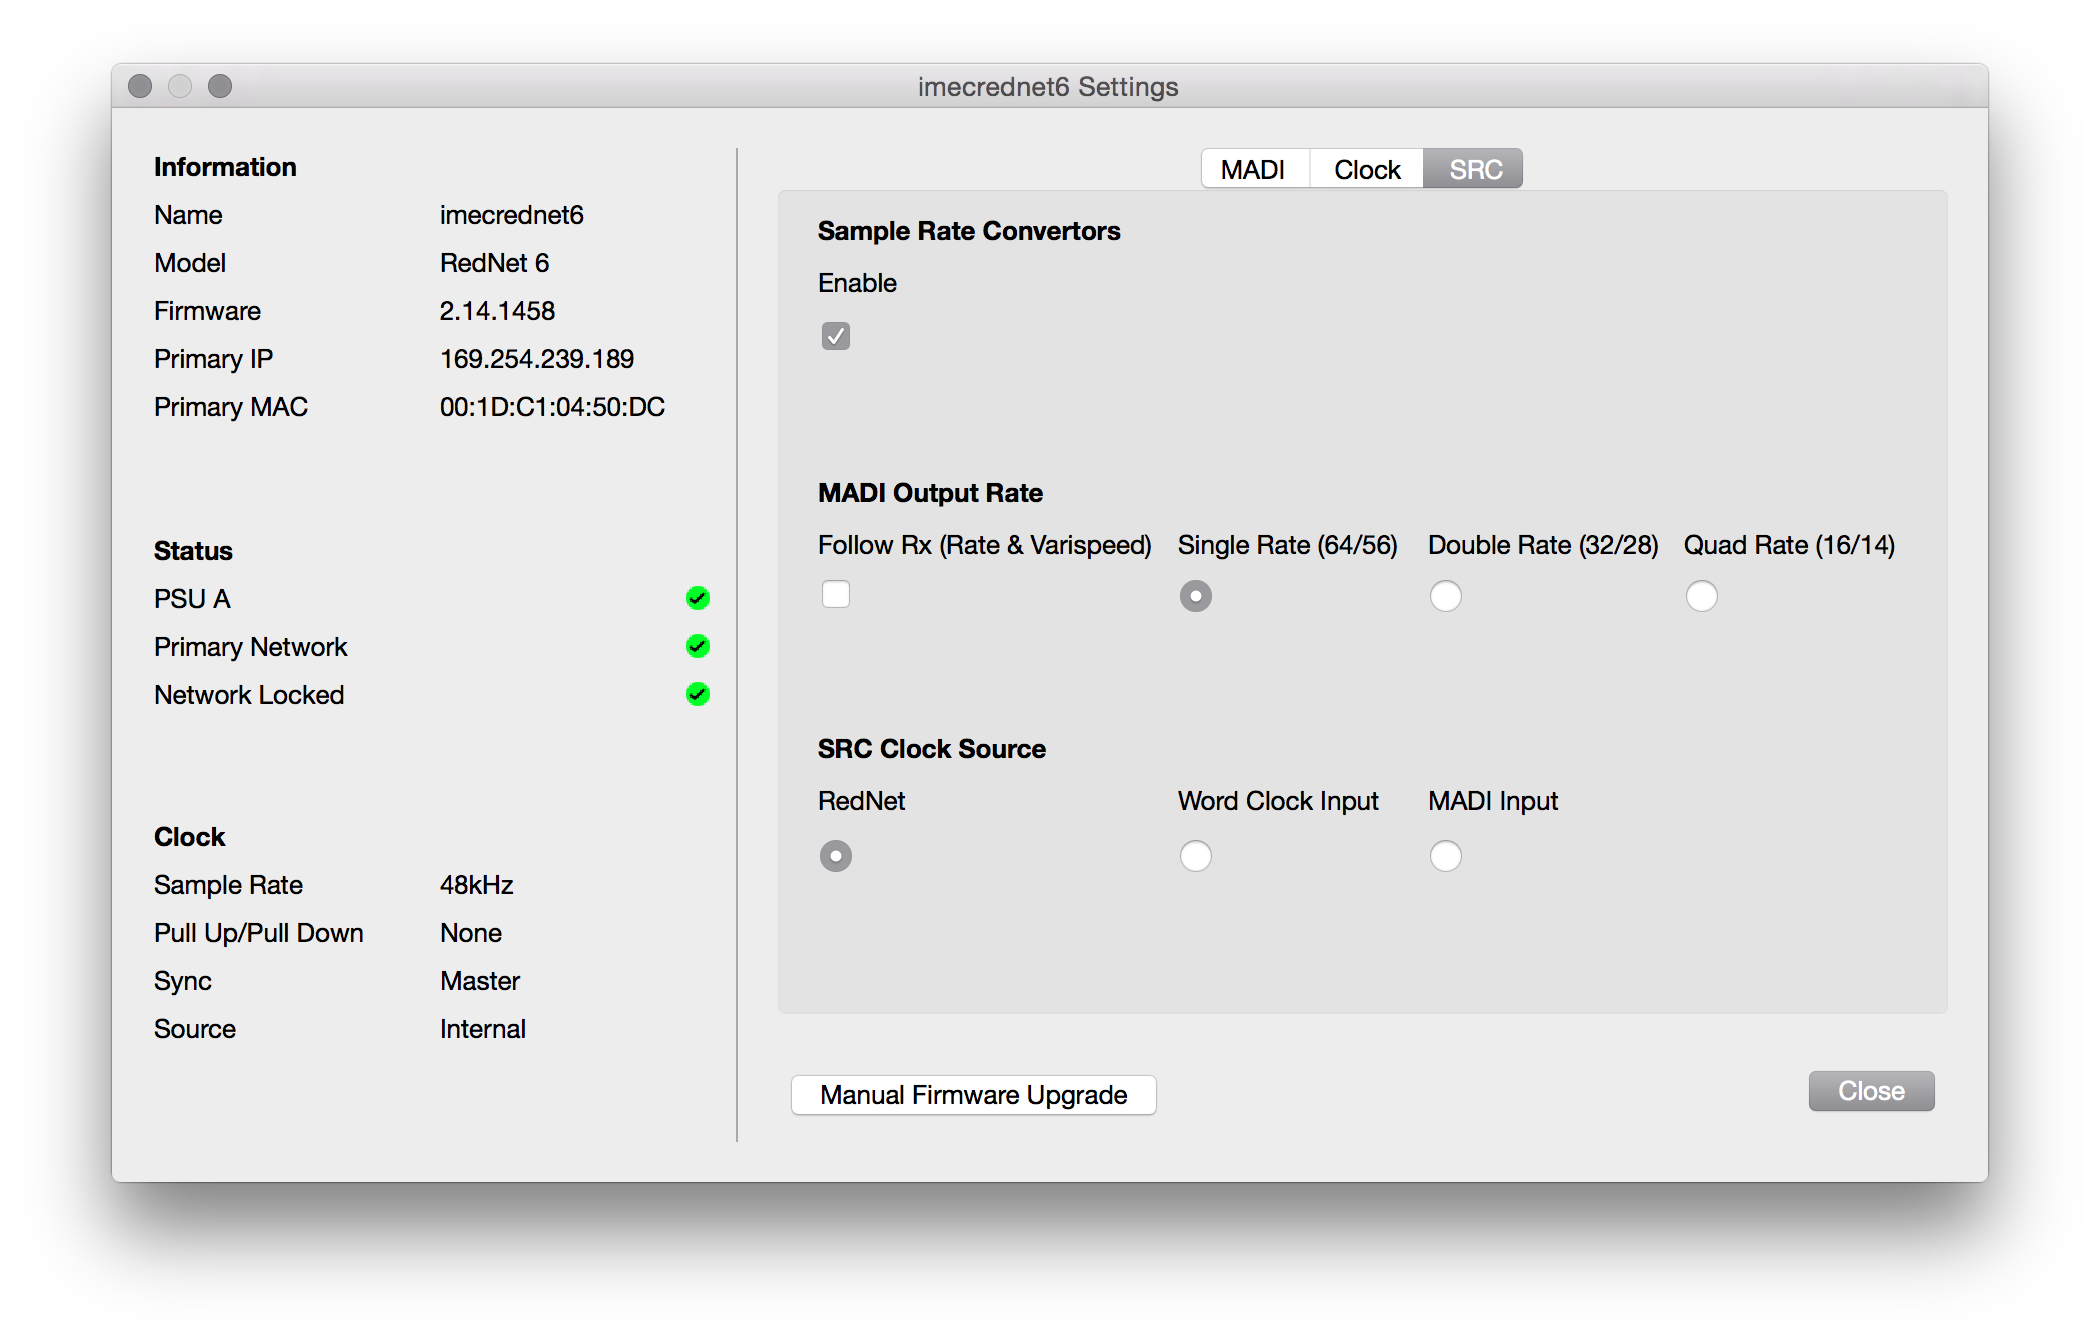 imecrednet6 Settings
Information
Name imecrednet6
Model RedNet 6
Firmware 2.14.1458
Primary IP 169.254.239.189
Primary MAC 00:1D:C1:04:50:DC
Status
PSU A
Primary Network
Network Locked
Clock
Sample Rate 48kHz
Pull Up/Pull Down None
Sync Master
Source Internal
MADI Clock SRC
Sample Rate Convertors
Enable
MADI Output Rate
Follow Rx (Rate & Varispeed) Single Rate (64/56) Double Rate (32/28) Quad Rate (16/14)
SRC Clock Source
RedNet Word Clock Input MADI Input
Manual Firmware Upgrade Close